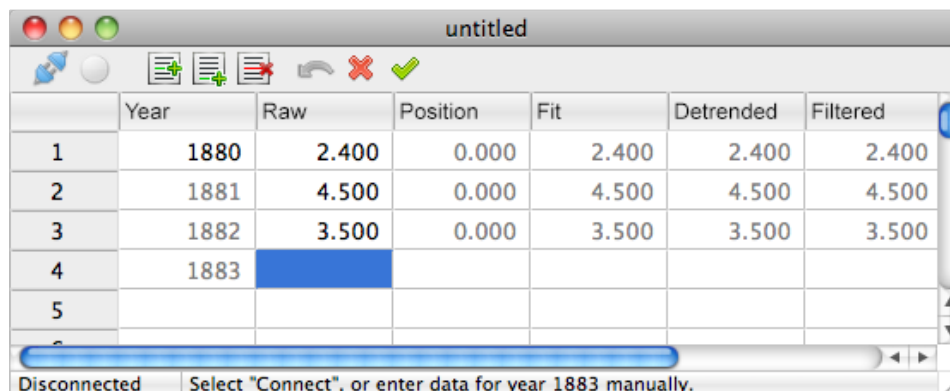 untitled
Year Raw Position Fit Detrended Filtered
1 1880 2.400 0.000 2.400 2.400 2.400
2 1881 4.500 0.000 4.500 4.500 4.500
3 1882 3.500 0.000 3.500 3.500 3.500
4 1883
5
Disconnected Select "Connect", or enter data for year 1883 manually.